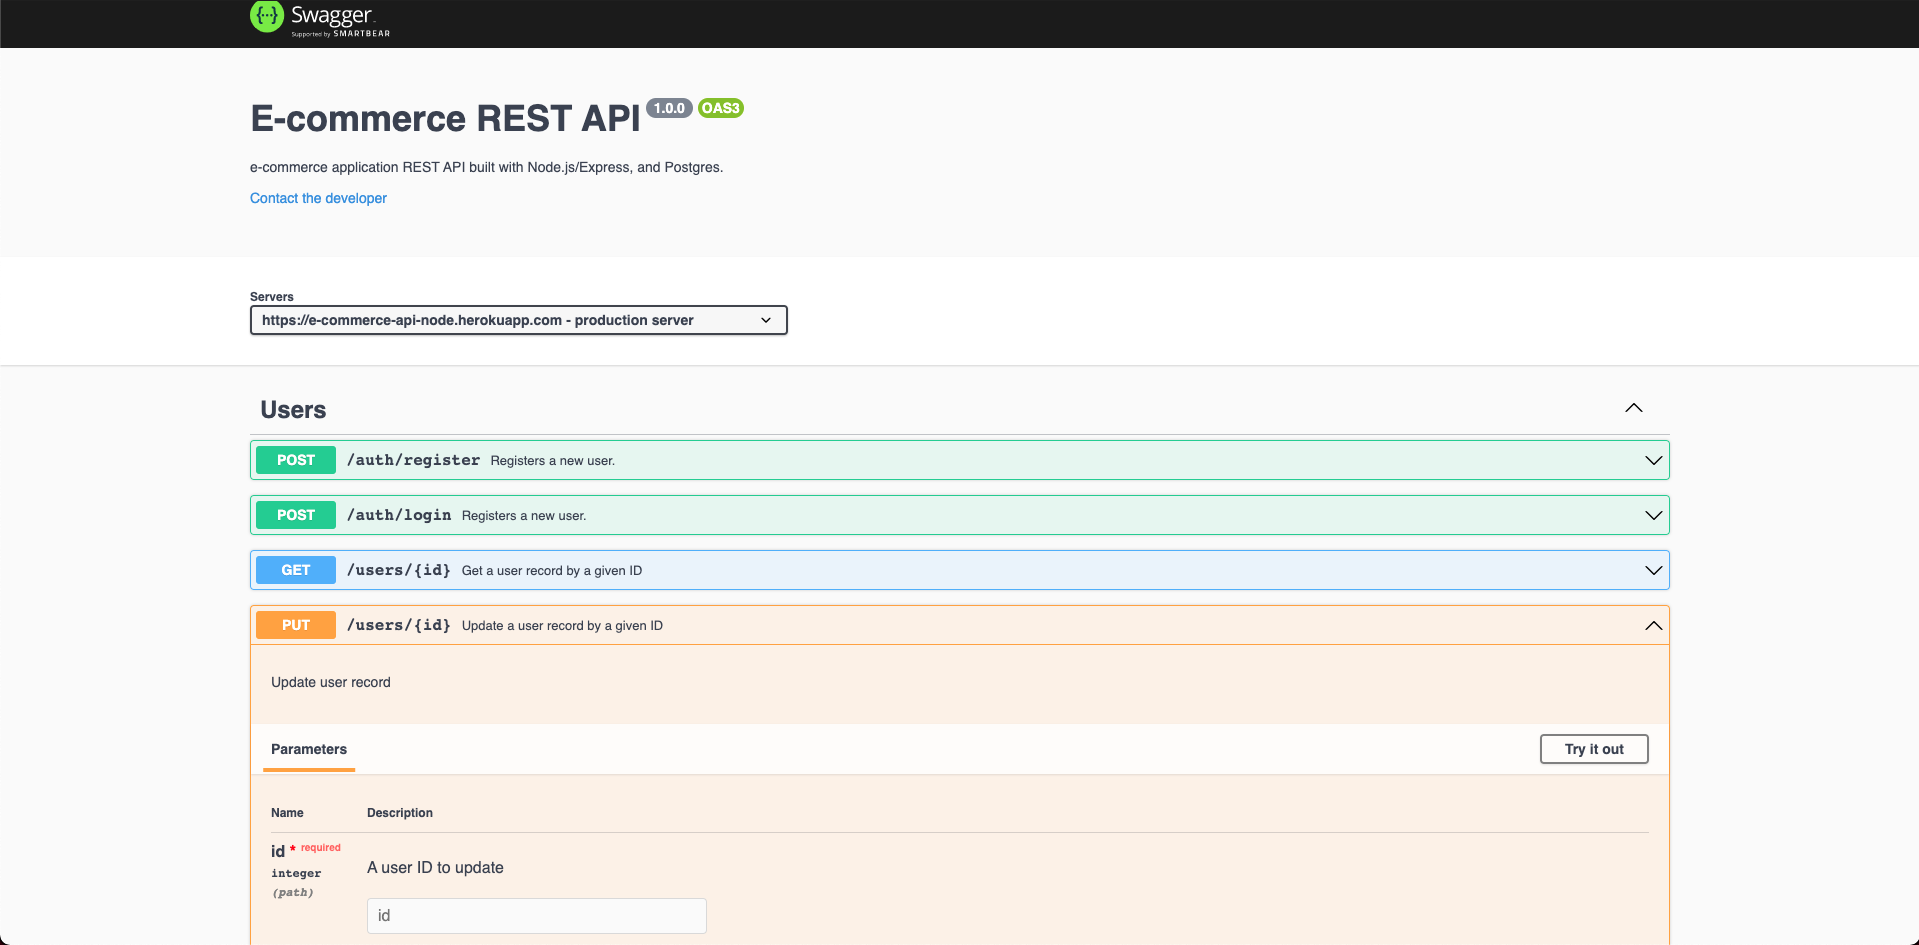 {···} Swagger.
Supported by SMARTBEAR
E-commerce REST API 1.0.0 OAS3
e-commerce application REST API built with Node.js/Express, and Postgres.
Contact the developer
Servers
https://e-commerce-api-node.herokuapp.com - production server
Users
POST /auth/register Registers a new user.
POST /auth/login Registers a new user.
GET /users/{id} Get a user record by a given ID
PUT /users/{id} Update a user record by a given ID
Update user record
Parameters Try it out
Name Description
id * required
integer
(path)
A user ID to update
id